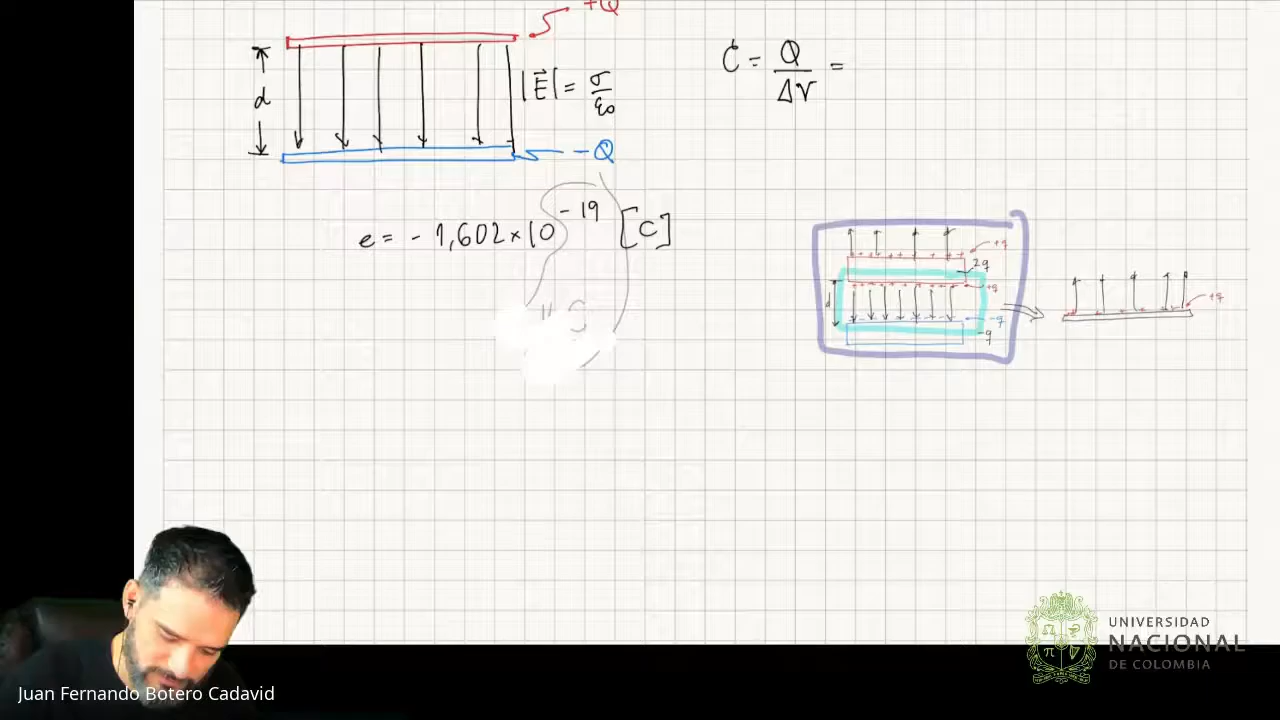 +Q
d
|E⃗| = σ/ε0
-Q
C = Q/ΔV =
e = - 1,602 × 10^-19 [C]
+q
2q
+q
d
-q
-q
+q
UNIVERSIDAD
NACIONAL
DE COLOMBIA
Juan Fernando Botero Cadavid